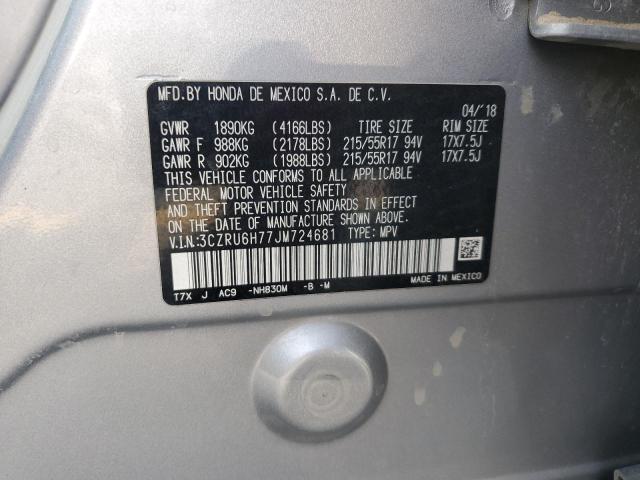 MFD.BY HONDA DE MEXICO S.A. DE C.V.
04/'18
GVWR 1890KG (4166LBS) TIRE SIZE RIM SIZE
GAWR F 988KG (2178LBS) 215/55R17 94V 17X7.5J
GAWR R 902KG (1988LBS) 215/55R17 94V 17X7.5J
THIS VEHICLE CONFORMS TO ALL APPLICABLE
FEDERAL MOTOR VEHICLE SAFETY
AND THEFT PREVENTION STANDARDS IN EFFECT
ON THE DATE OF MANUFACTURE SHOWN ABOVE.
V.I.N:3CZRU6H77JM724681 TYPE: MPV
T7X J AC9 -NH830M -B -M MADE IN MEXICO